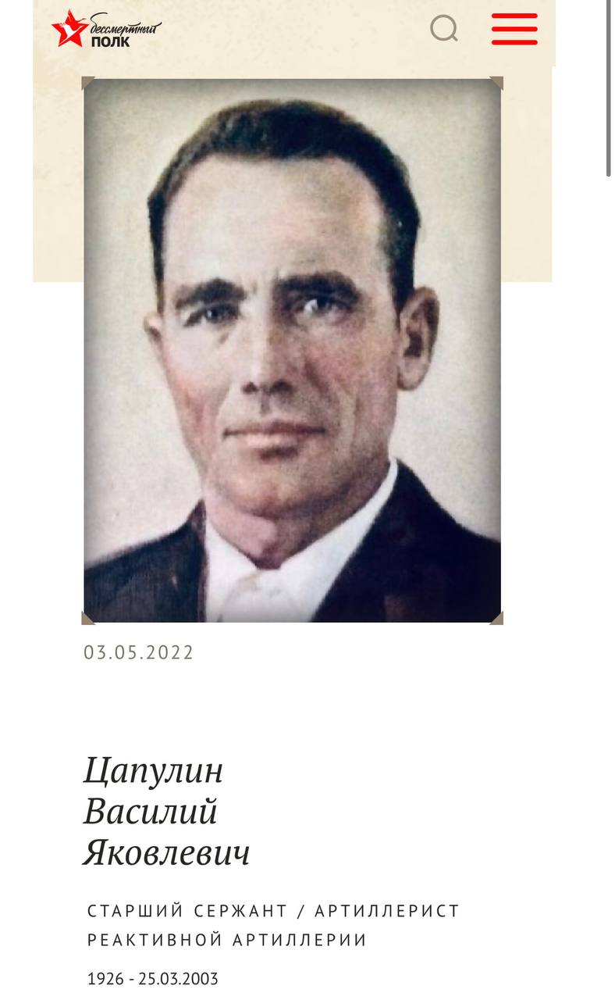 бессмертный
ПОЛК
03.05.2022
Цапулин
Василий
Яковлевич
СТАРШИЙ СЕРЖАНТ / АРТИЛЛЕРИСТ
РЕАКТИВНОЙ АРТИЛЛЕРИИ
1926 - 25.03.2003